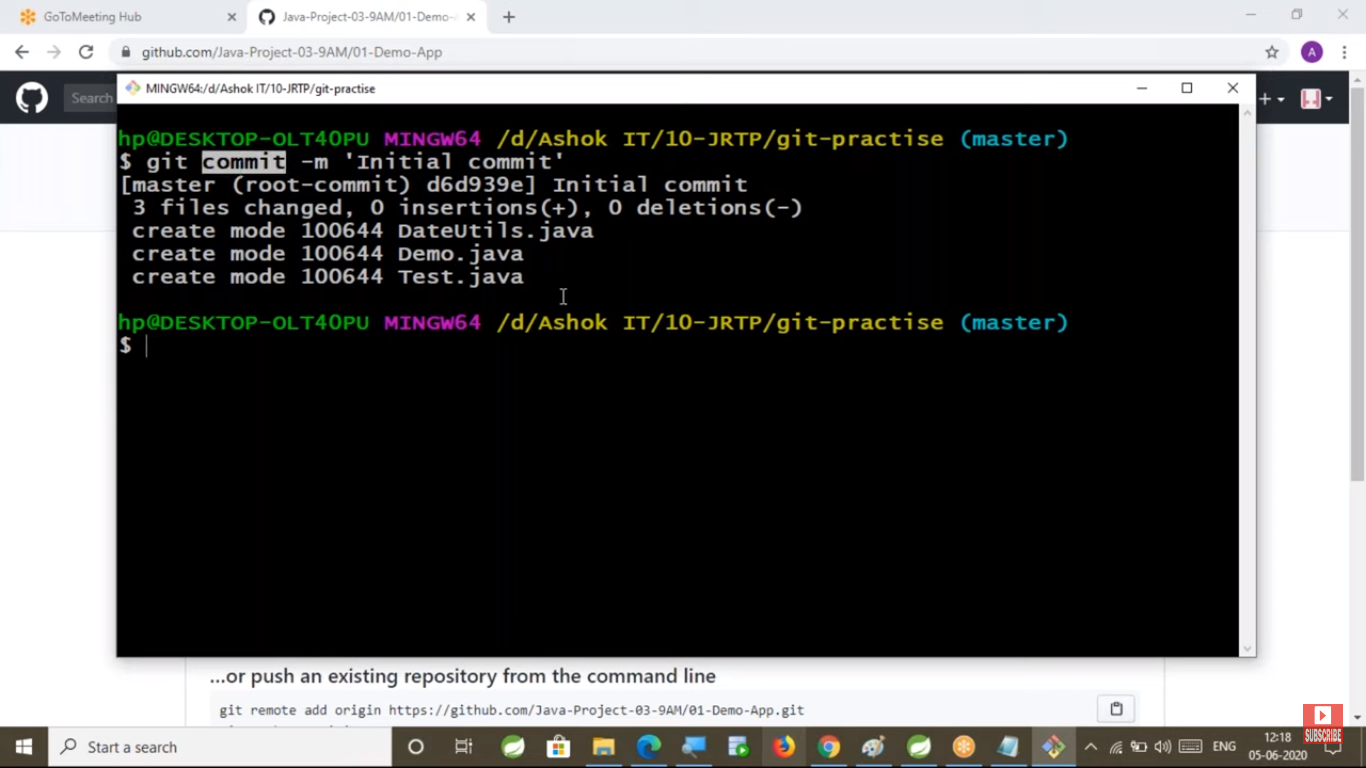 GoToMeeting Hub
Java-Project-03-9AM/01-Demo-
github.com/Java-Project-03-9AM/01-Demo-App
A
Search
MINGW64:/d/Ashok IT/10-JRTP/git-practise
hp@DESKTOP-OLT40PU MINGW64 /d/Ashok IT/10-JRTP/git-practise (master)
$ git commit -m 'Initial commit'
[master (root-commit) d6d939e] Initial commit
3 files changed, 0 insertions(+), 0 deletions(-)
create mode 100644 DateUtils.java
create mode 100644 Demo.java
create mode 100644 Test.java
hp@DESKTOP-OLT40PU MINGW64 /d/Ashok IT/10-JRTP/git-practise (master)
$
...or push an existing repository from the command line
git remote add origin https://github.com/Java-Project-03-9AM/01-Demo-App.git
SUBSCRIBE
Start a search
ENG
12:18
05-06-2020